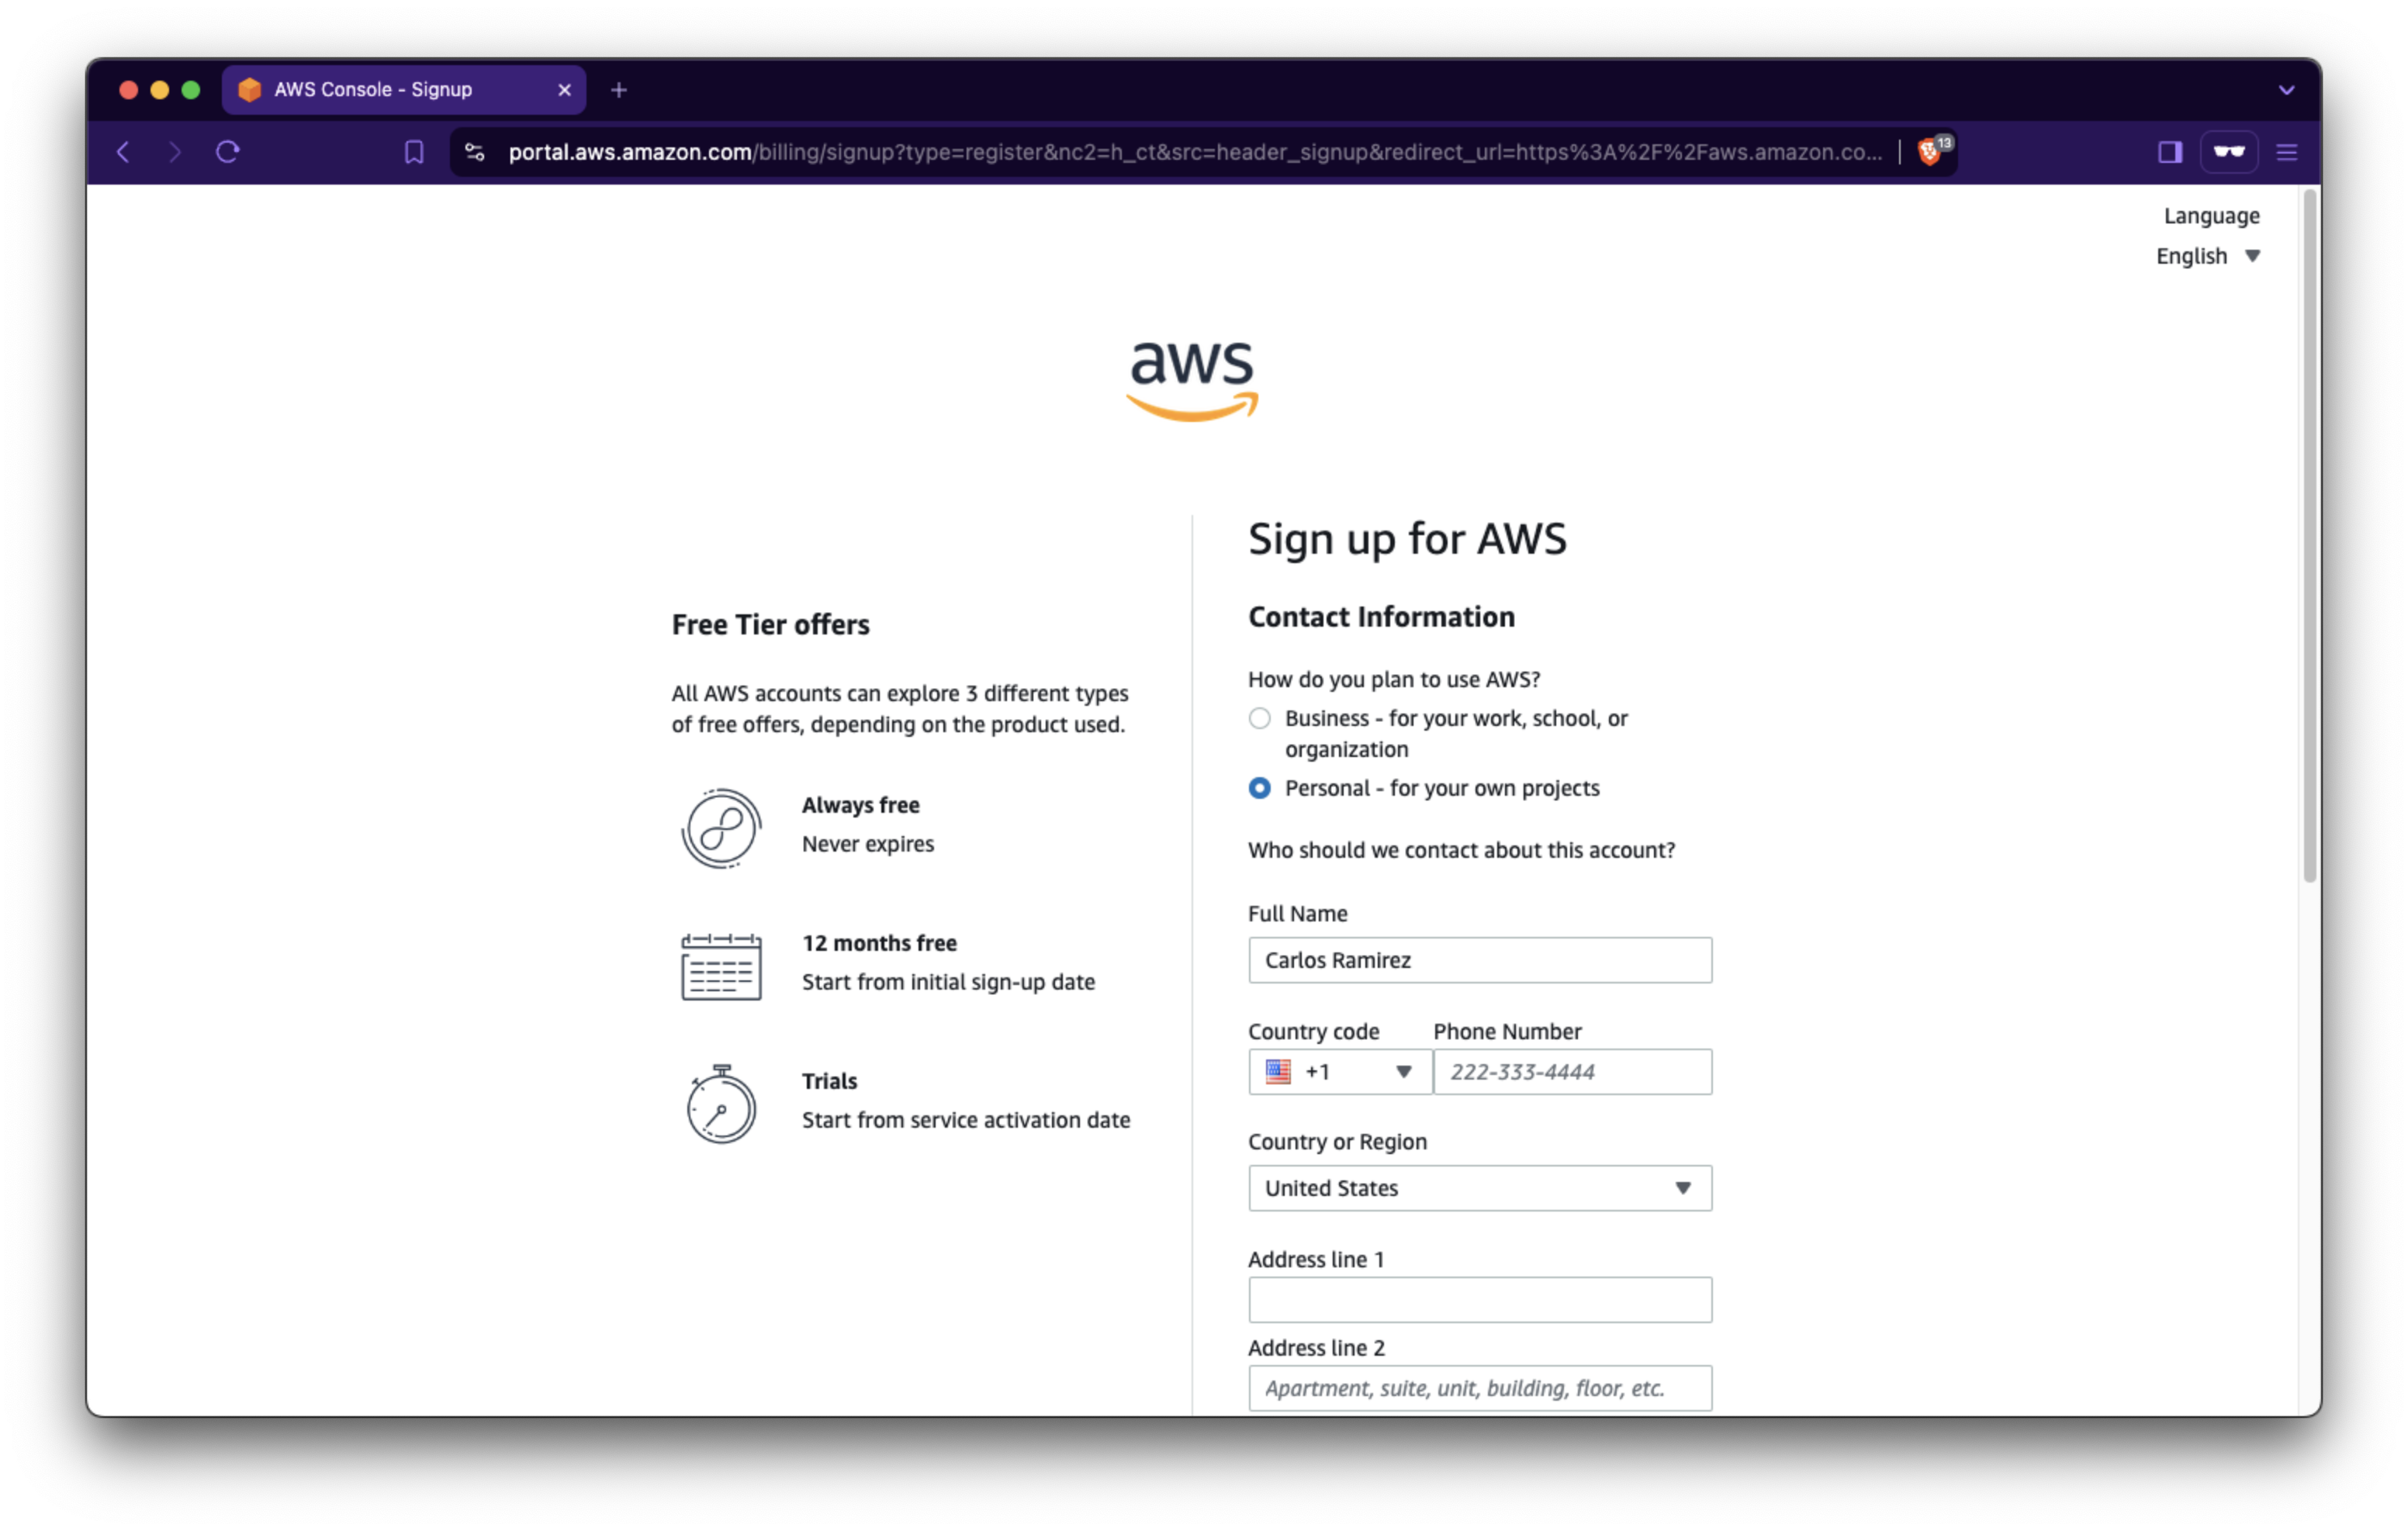 AWS Console - Signup
portal.aws.amazon.com/billing/signup?type=register&nc2=h_ct&src=header_signup&redirect_url=https%3A%2F%2Faws.amazon.co...
13
Language
English
aws
Free Tier offers
All AWS accounts can explore 3 different types
of free offers, depending on the product used.
Always free
Never expires
12 months free
Start from initial sign-up date
Trials
Start from service activation date
Sign up for AWS
Contact Information
How do you plan to use AWS?
Business - for your work, school, or
organization
Personal - for your own projects
Who should we contact about this account?
Full Name
Carlos Ramirez
Country code Phone Number
+1 222-333-4444
Country or Region
United States
Address line 1
Address line 2
Apartment, suite, unit, building, floor, etc.